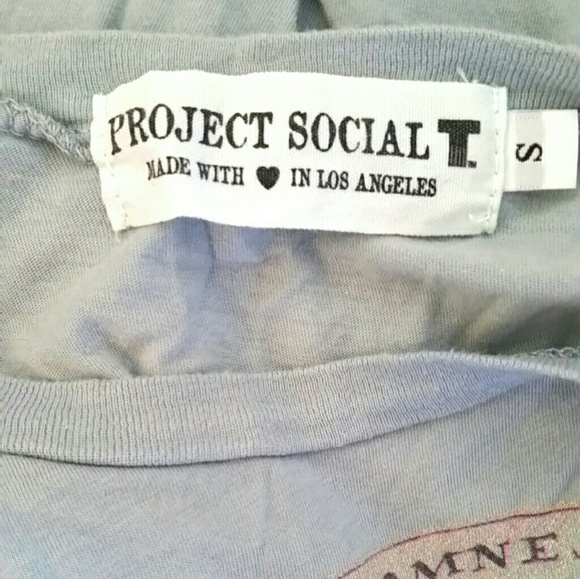 PROJECT SOCIAL T.
MADE WITH ♥ IN LOS ANGELES
S